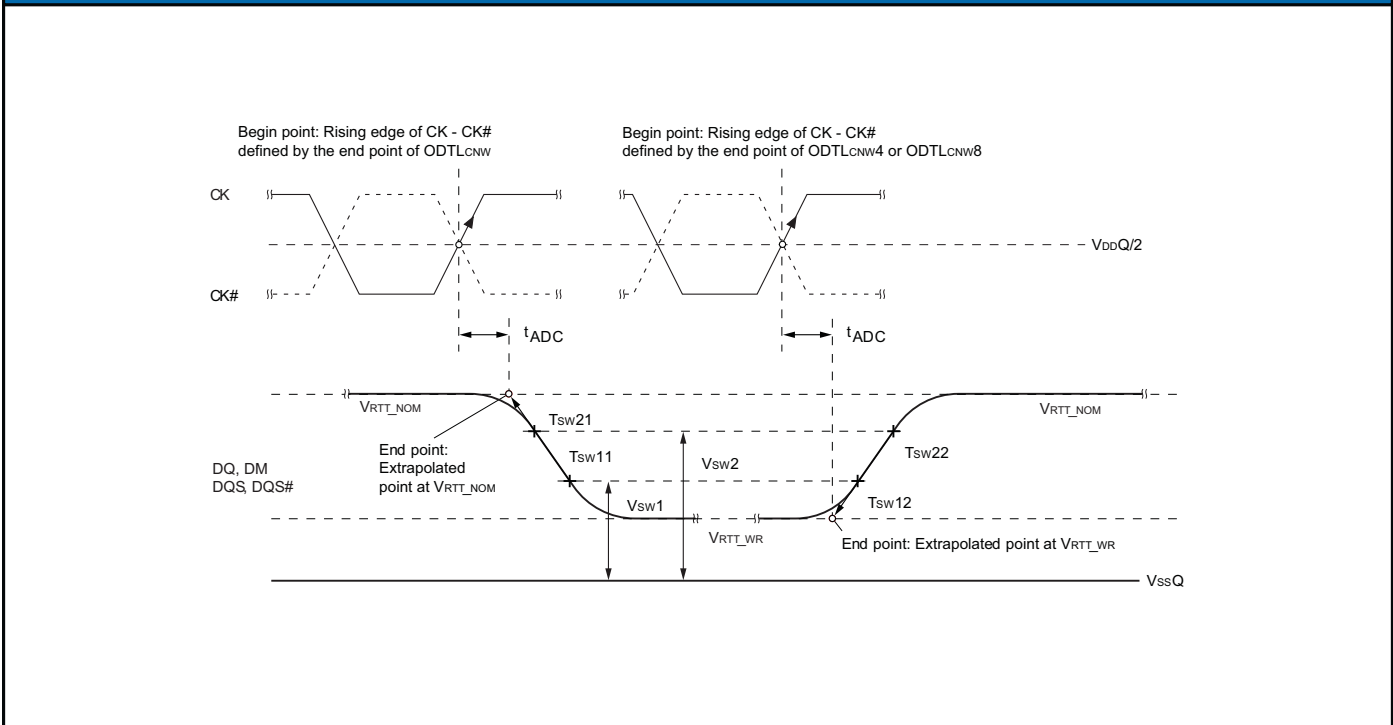 Begin point: Rising edge of CK - CK#
defined by the end point of ODTLCNW
Begin point: Rising edge of CK - CK#
defined by the end point of ODTLCNW4 or ODTLCNW8
CK
VDDQ/2
CK#
tADC
tADC
VRTT_NOM
VRTT_NOM
TSW21
End point:
Extrapolated
point at VRTT_NOM
TSW11
VSW2
TSW22
DQ, DM
DQS, DQS#
VSW1
TSW12
VRTT_WR
End point: Extrapolated point at VRTT_WR
VSSQ